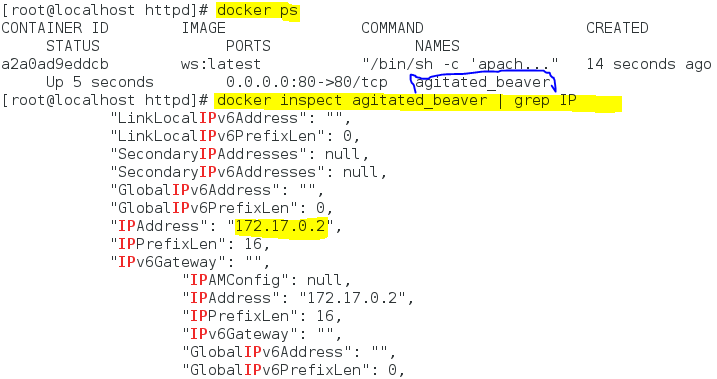 [root@localhost httpd]# docker ps
CONTAINER ID IMAGE COMMAND CREATED
STATUS PORTS NAMES
a2a0ad9eddcb ws:latest "/bin/sh -c 'apach..." 14 seconds ago
Up 5 seconds 0.0.0.0:80->80/tcp agitated_beaver
[root@localhost httpd]# docker inspect agitated_beaver | grep IP
"LinkLocalIPv6Address": "",
"LinkLocalIPv6PrefixLen": 0,
"SecondaryIPAddresses": null,
"SecondaryIPv6Addresses": null,
"GlobalIPv6Address": "",
"GlobalIPv6PrefixLen": 0,
"IPAddress": "172.17.0.2",
"IPPrefixLen": 16,
"IPv6Gateway": "",
"IPAMConfig": null,
"IPAddress": "172.17.0.2",
"IPPrefixLen": 16,
"IPv6Gateway": "",
"GlobalIPv6Address": "",
"GlobalIPv6PrefixLen": 0,